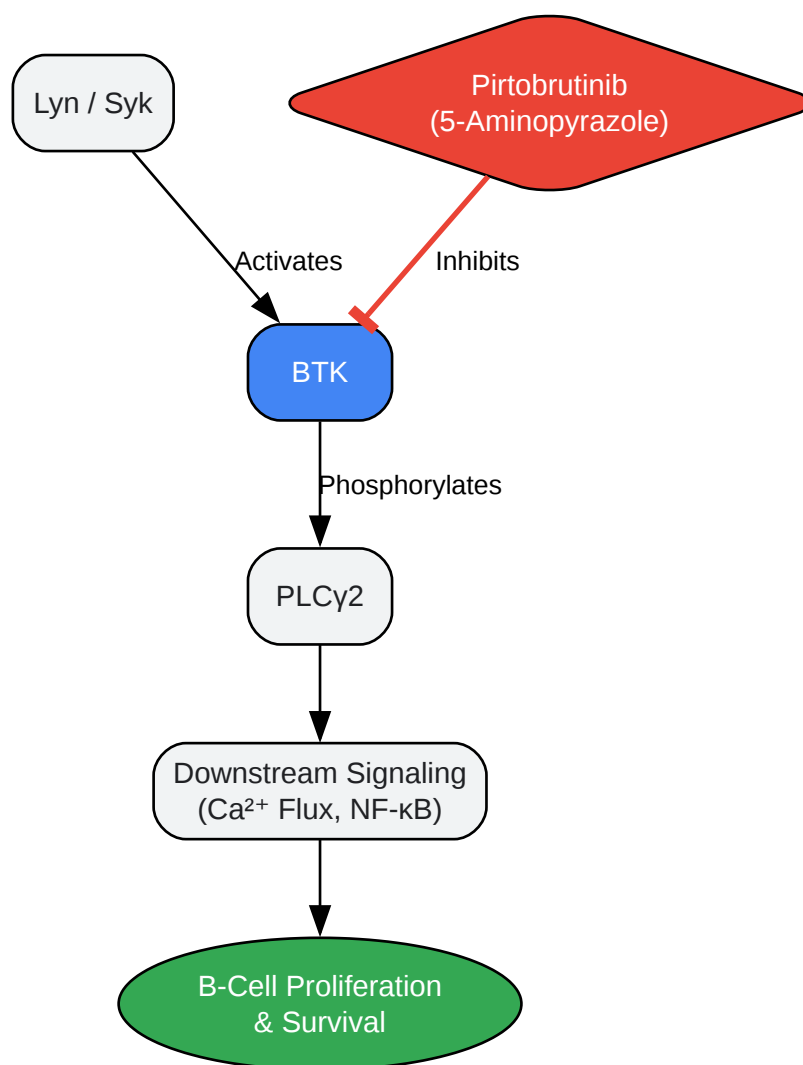 Lyn / Syk
Pirtobrutinib
(5-Aminopyrazole)
Activates
Inhibits
BTK
Phosphorylates
PLCγ2
Downstream Signaling
(Ca²⁺ Flux, NF-κB)
B-Cell Proliferation
& Survival